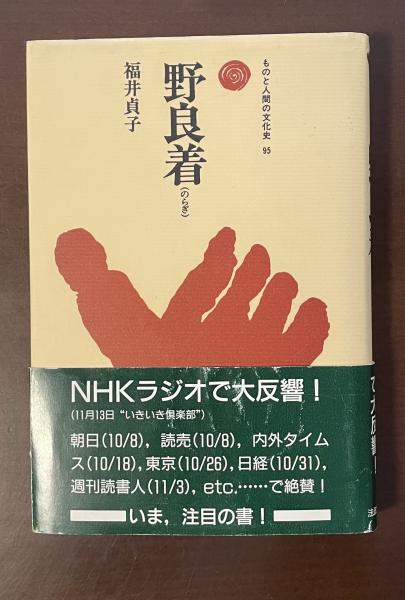 ものと人間の文化史 95
野良着
(のらぎ)
福井貞子
NHKラジオで大反響!
(11月13日“いきいき倶楽部”)
朝日(10/8), 読売(10/8), 内外タイム
ス(10/18), 東京(10/26), 日経(10/31),
週刊読書人(11/3), etc.……で絶賛!
いま, 注目の書!